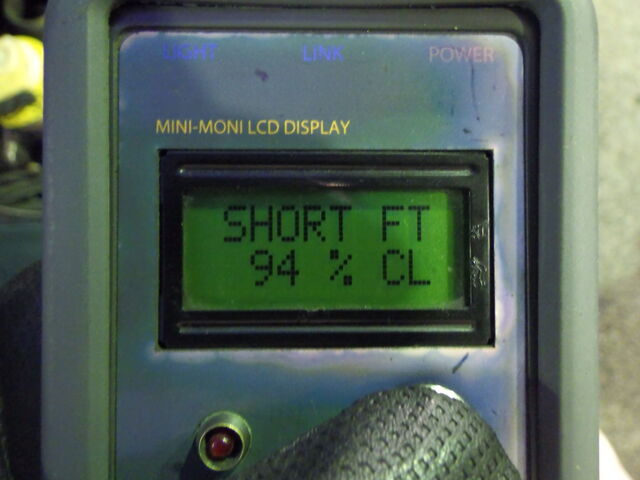 LIGHT LINK POWER
MINI-MONI LCD DISPLAY
SHORT FT
94 % CL